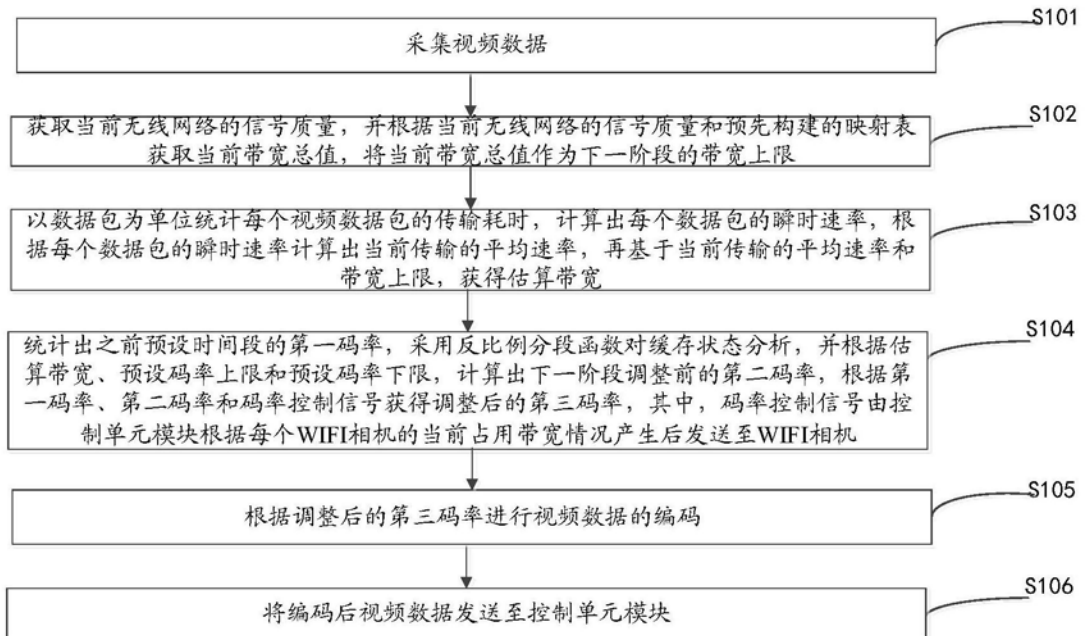 S101
采集视频数据
S102
获取当前无线网络的信号质量，并根据当前无线网络的信号质量和预先构建的映射表
获取当前带宽总值，将当前带宽总值作为下一阶段的带宽上限
S103
以数据包为单位统计每个视频数据包的传输耗时，计算出每个数据包的瞬时速率，根
据每个数据包的瞬时速率计算出当前传输的平均速率，再基于当前传输的平均速率和
带宽上限，获得估算带宽
S104
统计出之前预设时间段的第一码率，采用反比例分段函数对缓存状态分析，并根据估
算带宽、预设码率上限和预设码率下限，计算出下一阶段调整前的第二码率，根据第
一码率、第二码率和码率控制信号获得调整后的第三码率，其中，码率控制信号由控
制单元模块根据每个WIFI相机的当前占用带宽情况产生后发送至WIFI相机
S105
根据调整后的第三码率进行视频数据的编码
S106
将编码后视频数据发送至控制单元模块